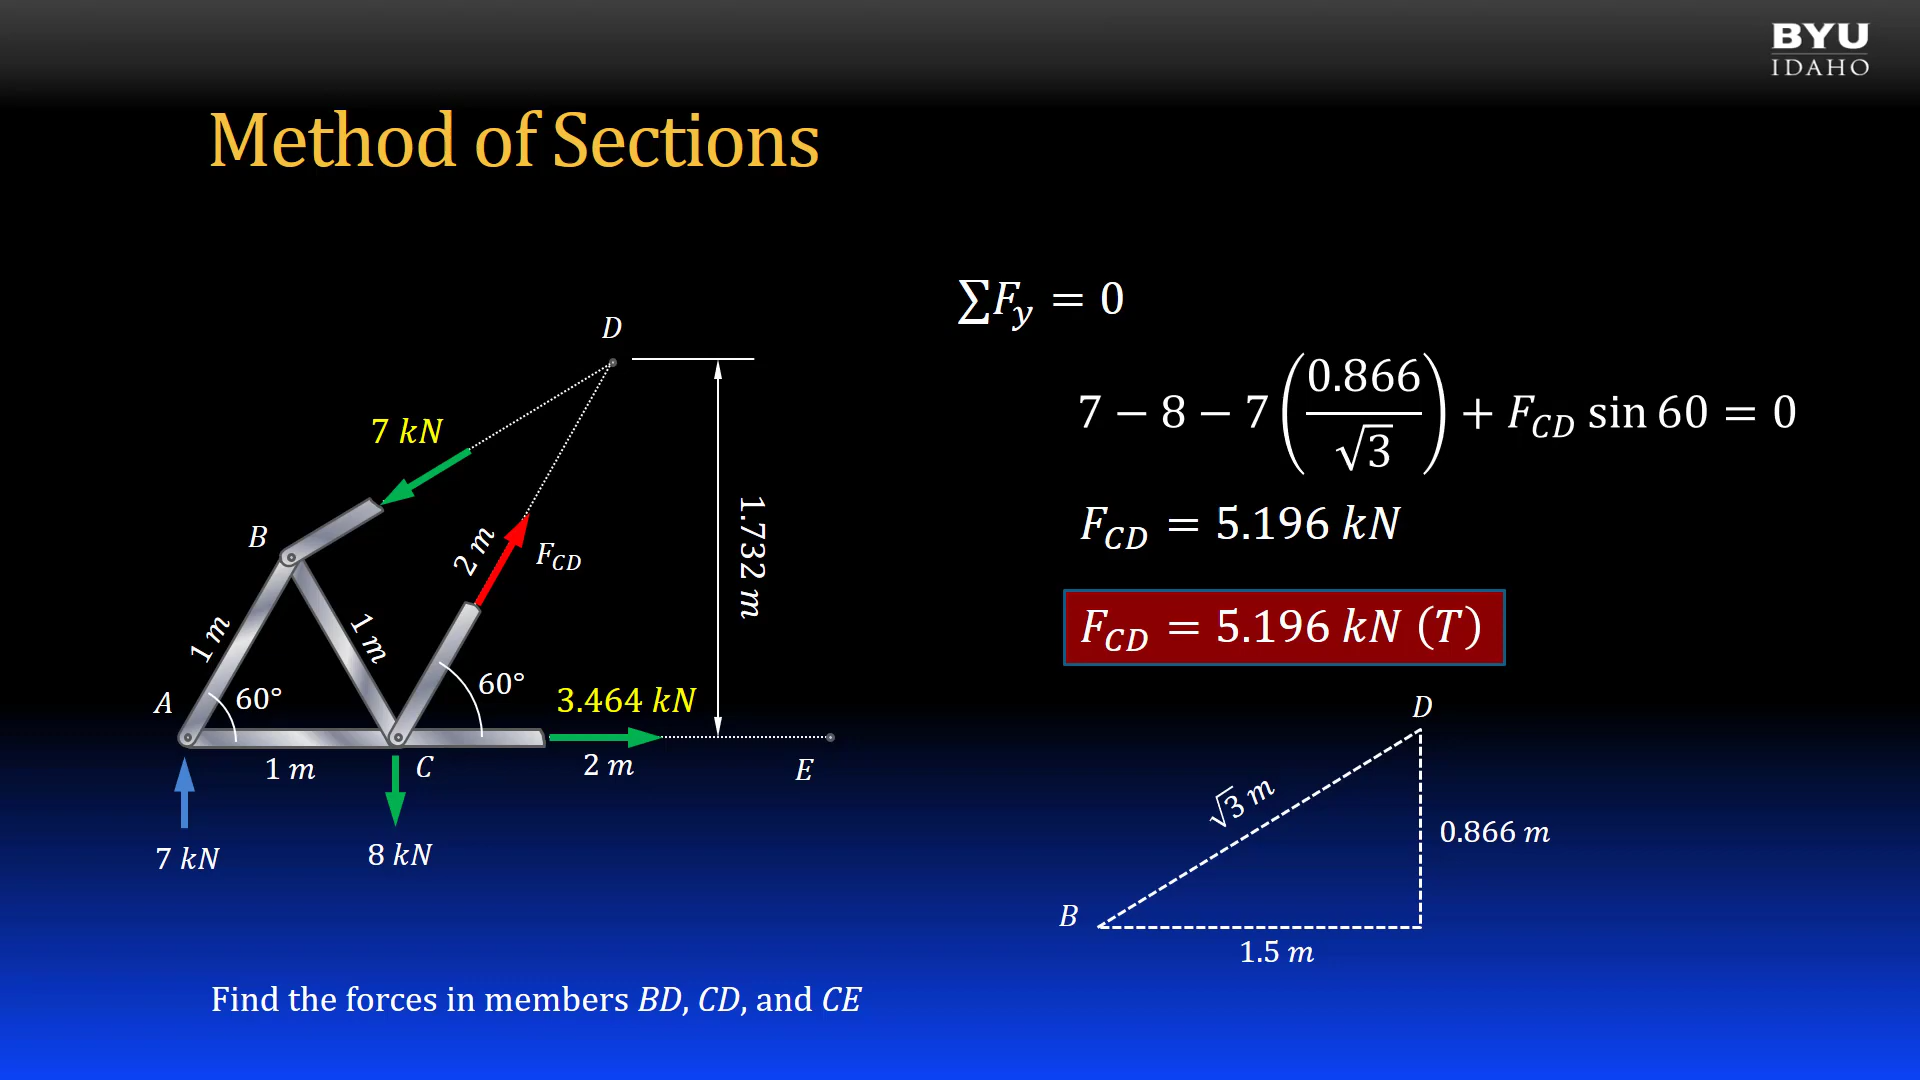 BYU
IDAHO
Method of Sections
∑F_y = 0
D
7 − 8 − 7(0.866/√3) + F_CD sin 60 = 0
7 kN
F_CD = 5.196 kN
B
2 m
F_CD
1.732 m
F_CD = 5.196 kN (T)
1 m
1 m
A
60°
60°
3.464 kN
1 m
C
2 m
E
7 kN
8 kN
D
√3 m
0.866 m
B
1.5 m
Find the forces in members BD, CD, and CE